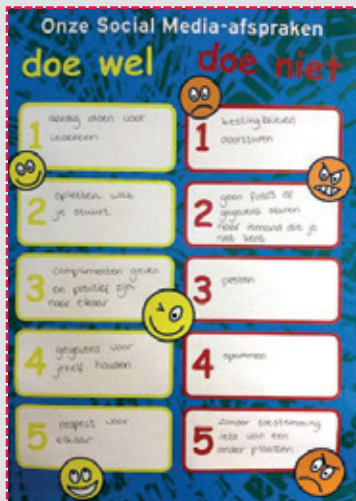 Onze Social Media-afspraken
doe wel
doe niet
1
aardig doen voor
iedereen
2
opletten wat
je stuurt
3
complimenten geven
en positief zijn
naar elkaar
4
gegevens voor
jezelf houden
5
respect voor
elkaar
1
doorsturen
2
geen foto's of
gegevens sturen
naar iemand die je
niet kent
3
pesten
4
spammen
5
zonder toestemming
iets van een
ander plaatsen